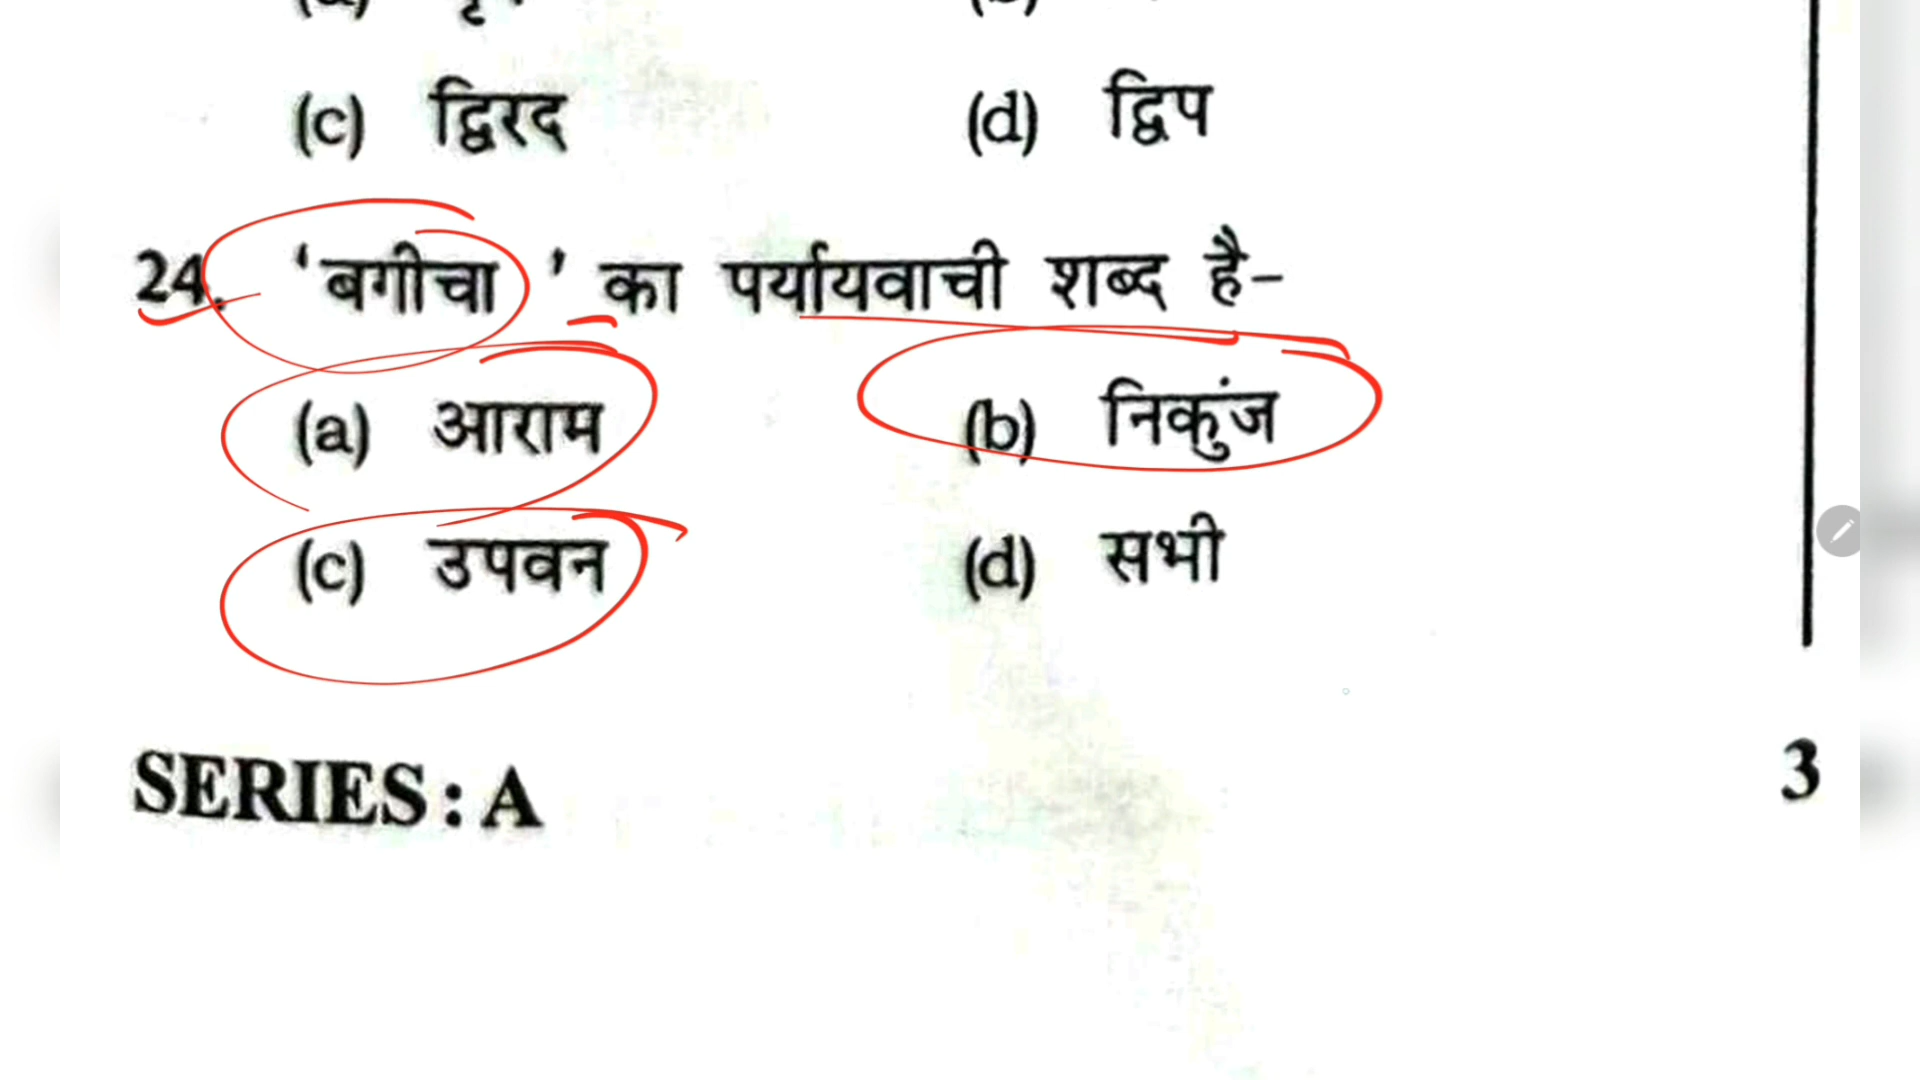 (c) द्विरद (d) द्विप
24. 'बगीचा ' का पर्यायवाची शब्द है-
(a) आराम (b) निकुंज
(c) उपवन (d) सभी
SERIES : A 3